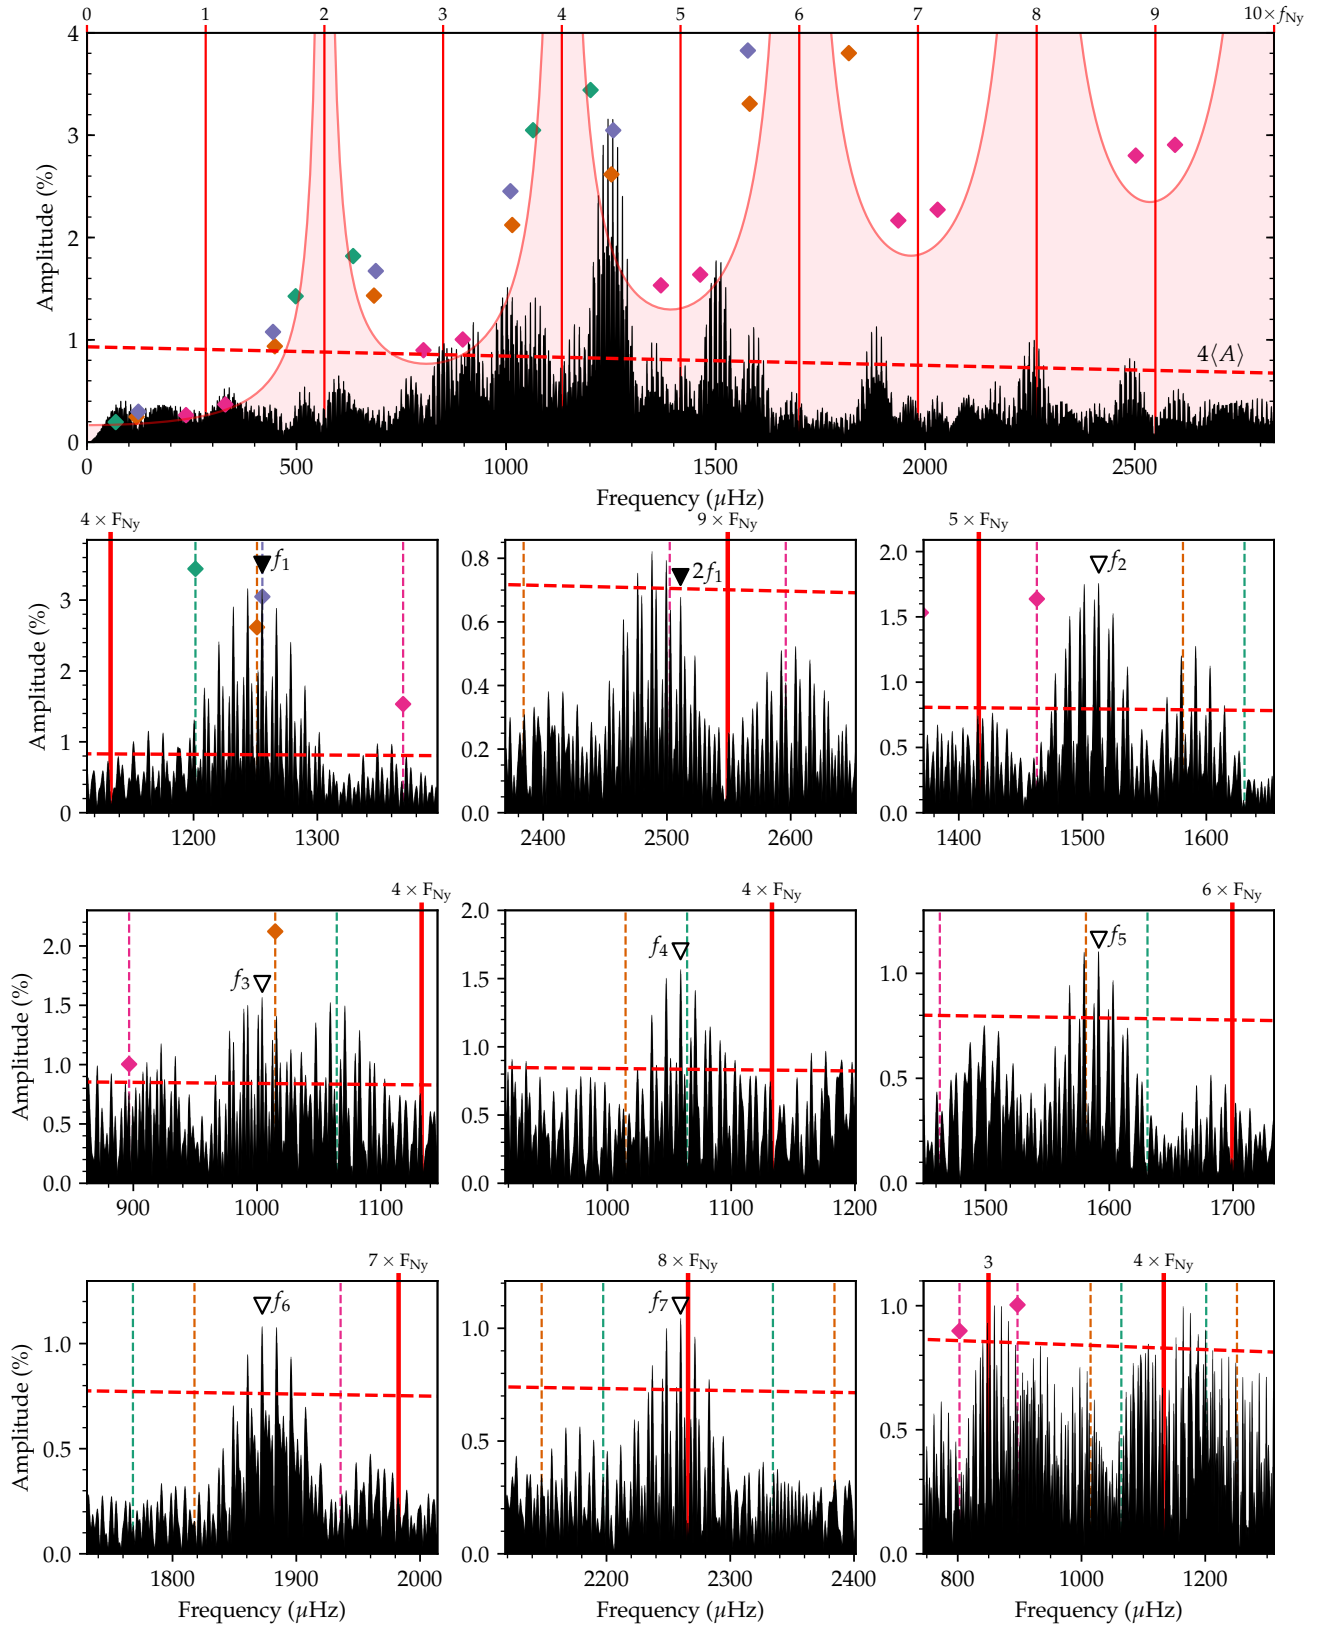 0 1 2 3 4 5 6 7 8 9 10×f_Ny
4
3
2
1
0
Amplitude (%)
4⟨A⟩
0 500 1000 1500 2000 2500
Frequency (μHz)
4 × F_Ny
3
2
1
0
Amplitude (%)
f_1
1200 1300
9 × F_Ny
0.8
0.6
0.4
0.2
0.0
2f_1
2400 2500 2600
5 × F_Ny
2.0
1.5
1.0
0.5
0.0
f_2
1400 1500 1600
4 × F_Ny
2.0
1.5
1.0
0.5
0.0
Amplitude (%)
f_3
900 1000 1100
4 × F_Ny
2.0
1.5
1.0
0.5
0.0
f_4
1000 1100 1200
6 × F_Ny
1.0
0.5
0.0
f_5
1500 1600 1700
7 × F_Ny
1.0
0.5
0.0
Amplitude (%)
f_6
1800 1900 2000
Frequency (μHz)
8 × F_Ny
1.0
0.5
0.0
f_7
2200 2300 2400
Frequency (μHz)
3 4 × F_Ny
1.0
0.5
0.0
800 1000 1200
Frequency (μHz)